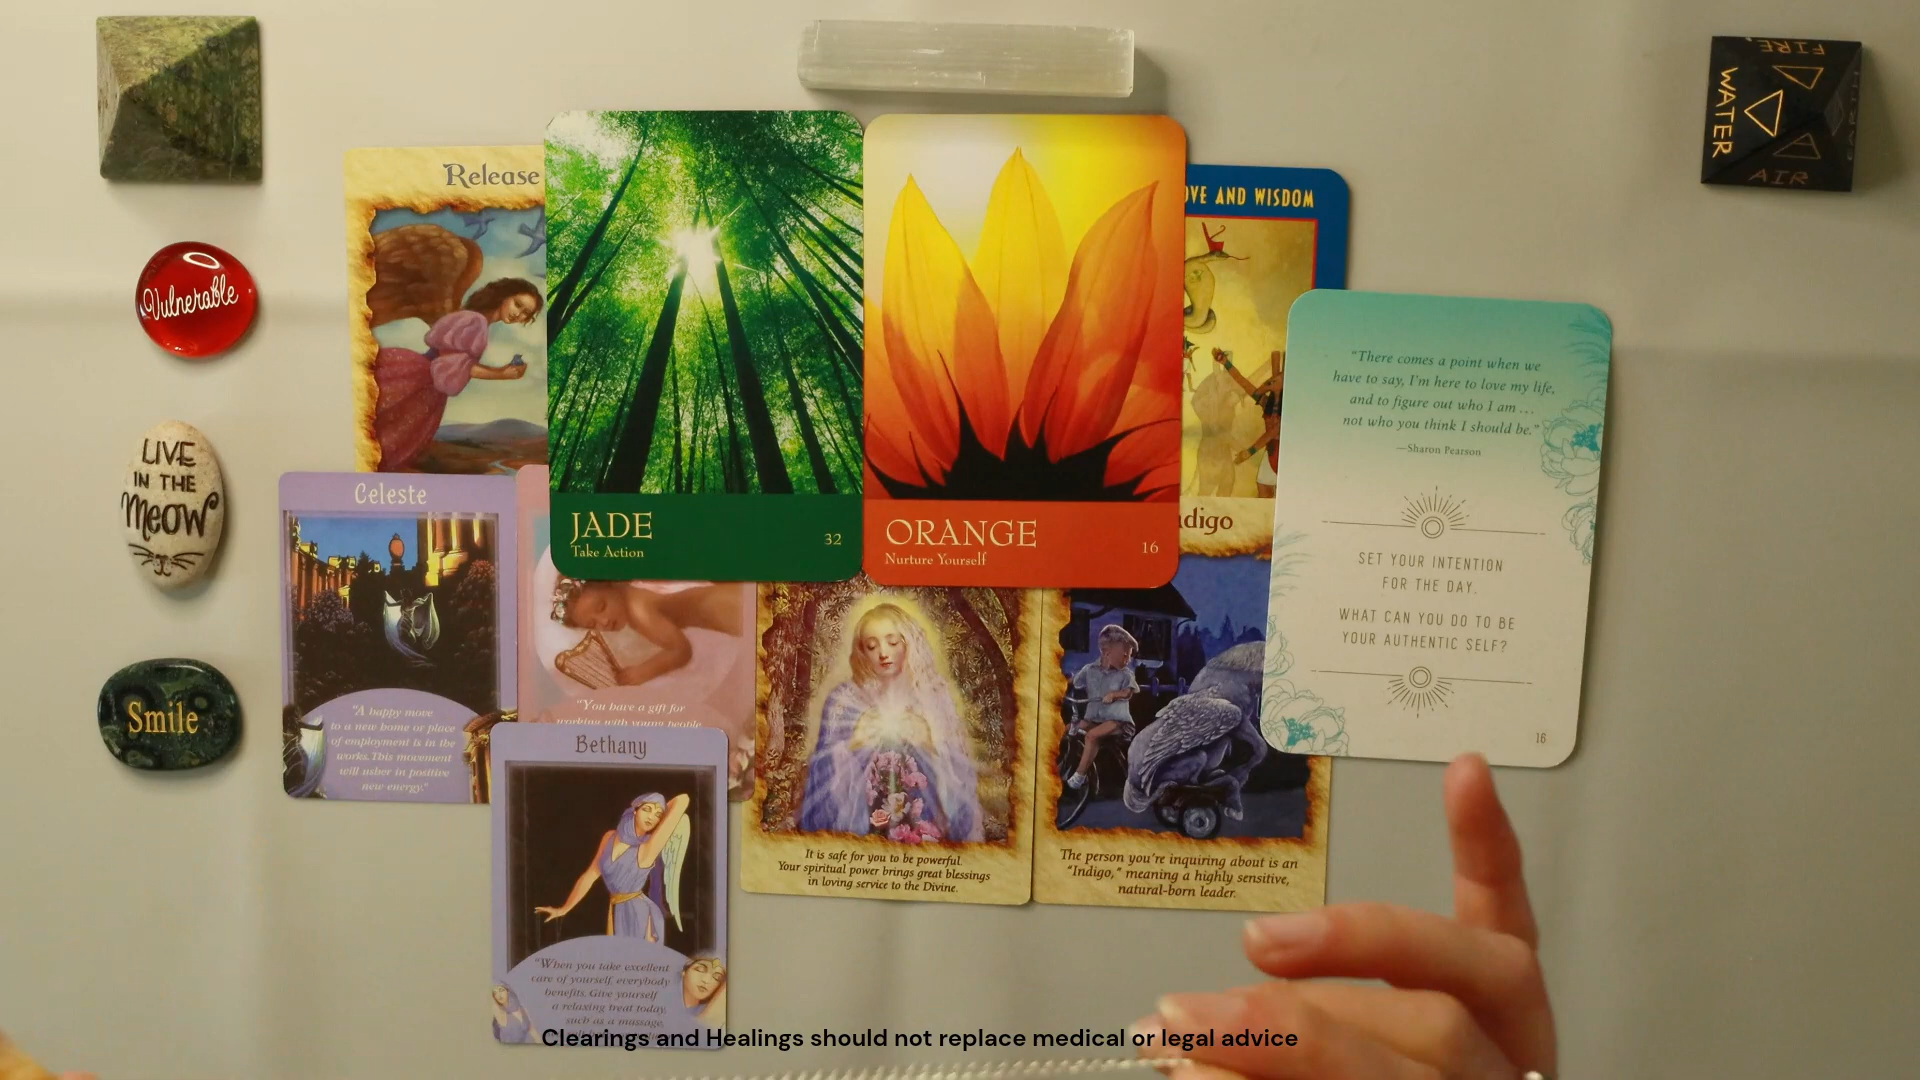 FIRE
WATER
AIR
Vulnerable
LIVE
IN THE
MEOW
Smile
Release
JADE
Take Action
32
ORANGE
Nurture Yourself
16
AND WISDOM
"There comes a point when we
have to say, I'm here to love my life,
and to figure out who I am ...
not who you think I should be."
—Sharon Pearson
SET YOUR INTENTION
FOR THE DAY.
WHAT CAN YOU DO TO BE
YOUR AUTHENTIC SELF?
16
Celeste
"A happy move
to a new home or place
of employment is in the
works. This movement
will usher in positive
new energy."
"You have a gift for
working with young people
Bethany
"When you take excellent
care of yourself, everybody
benefits. Give yourself
a relaxing treat today,
such as a massage,
It is safe for you to be powerful.
Your spiritual power brings great blessings
in loving service to the Divine.
The person you're inquiring about is an
"Indigo," meaning a highly sensitive,
natural-born leader.
Clearings and Healings should not replace medical or legal advice